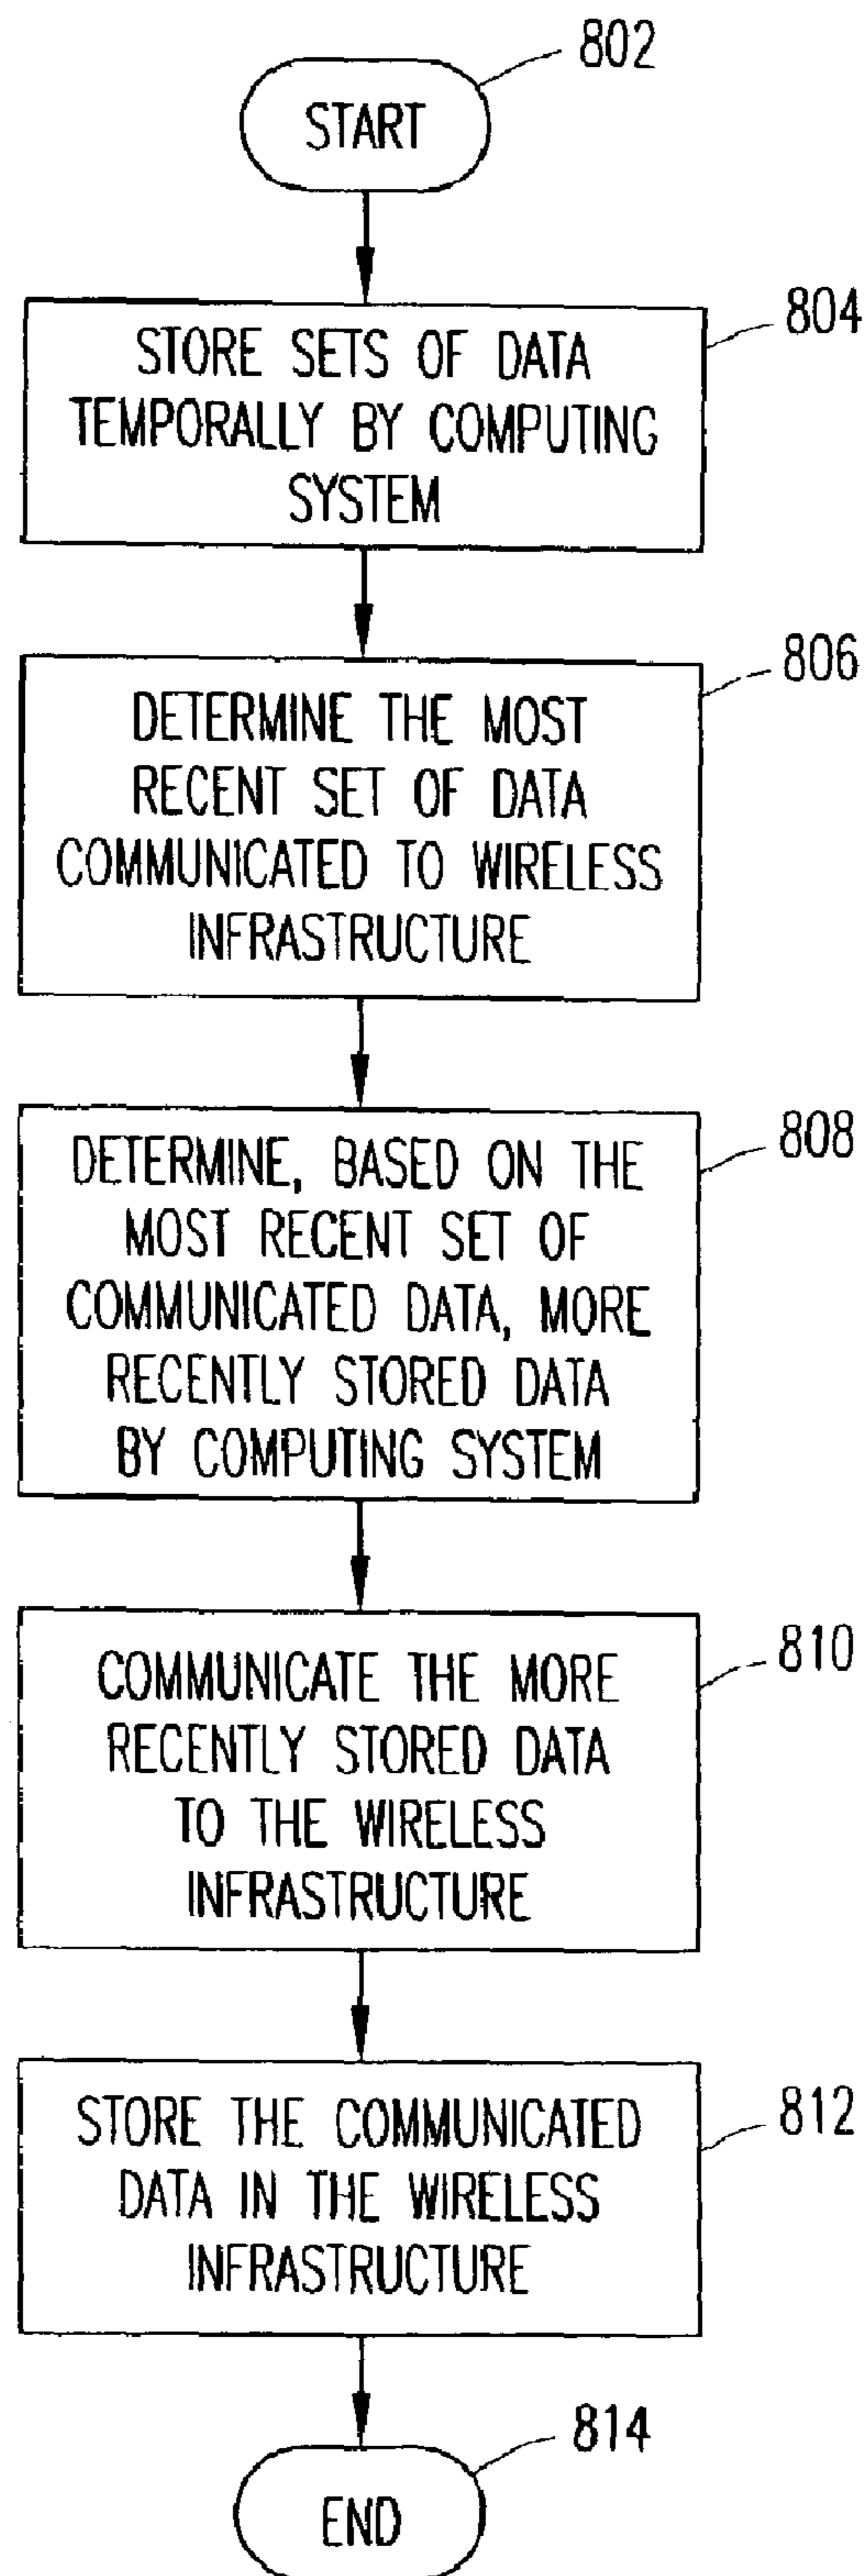 802
START
804
STORE SETS OF DATA
TEMPORALLY BY COMPUTING
SYSTEM
806
DETERMINE THE MOST
RECENT SET OF DATA
COMMUNICATED TO WIRELESS
INFRASTRUCTURE
808
DETERMINE, BASED ON THE
MOST RECENT SET OF
COMMUNICATED DATA, MORE
RECENTLY STORED DATA
BY COMPUTING SYSTEM
810
COMMUNICATE THE MORE
RECENTLY STORED DATA
TO THE WIRELESS
INFRASTRUCTURE
812
STORE THE COMMUNICATED
DATA IN THE WIRELESS
INFRASTRUCTURE
814
END